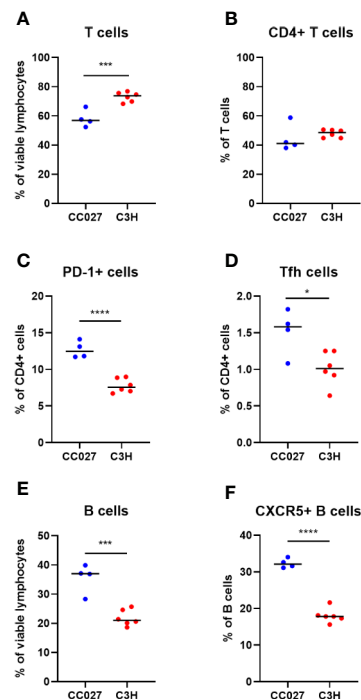 A
T cells
***
% of viable lymphocytes
100
80
60
40
20
0
CC027 C3H
B
CD4+ T cells
% of T cells
100
80
60
40
20
0
CC027 C3H
C
PD-1+ cells
****
% of CD4+ cells
20
15
10
5
0
CC027 C3H
D
Tfh cells
*
% of CD4+ cells
2.0
1.5
1.0
0.5
0.0
CC027 C3H
E
B cells
***
% of viable lymphocytes
50
40
30
20
10
0
CC027 C3H
F
CXCR5+ B cells
****
% of B cells
40
30
20
10
0
CC027 C3H